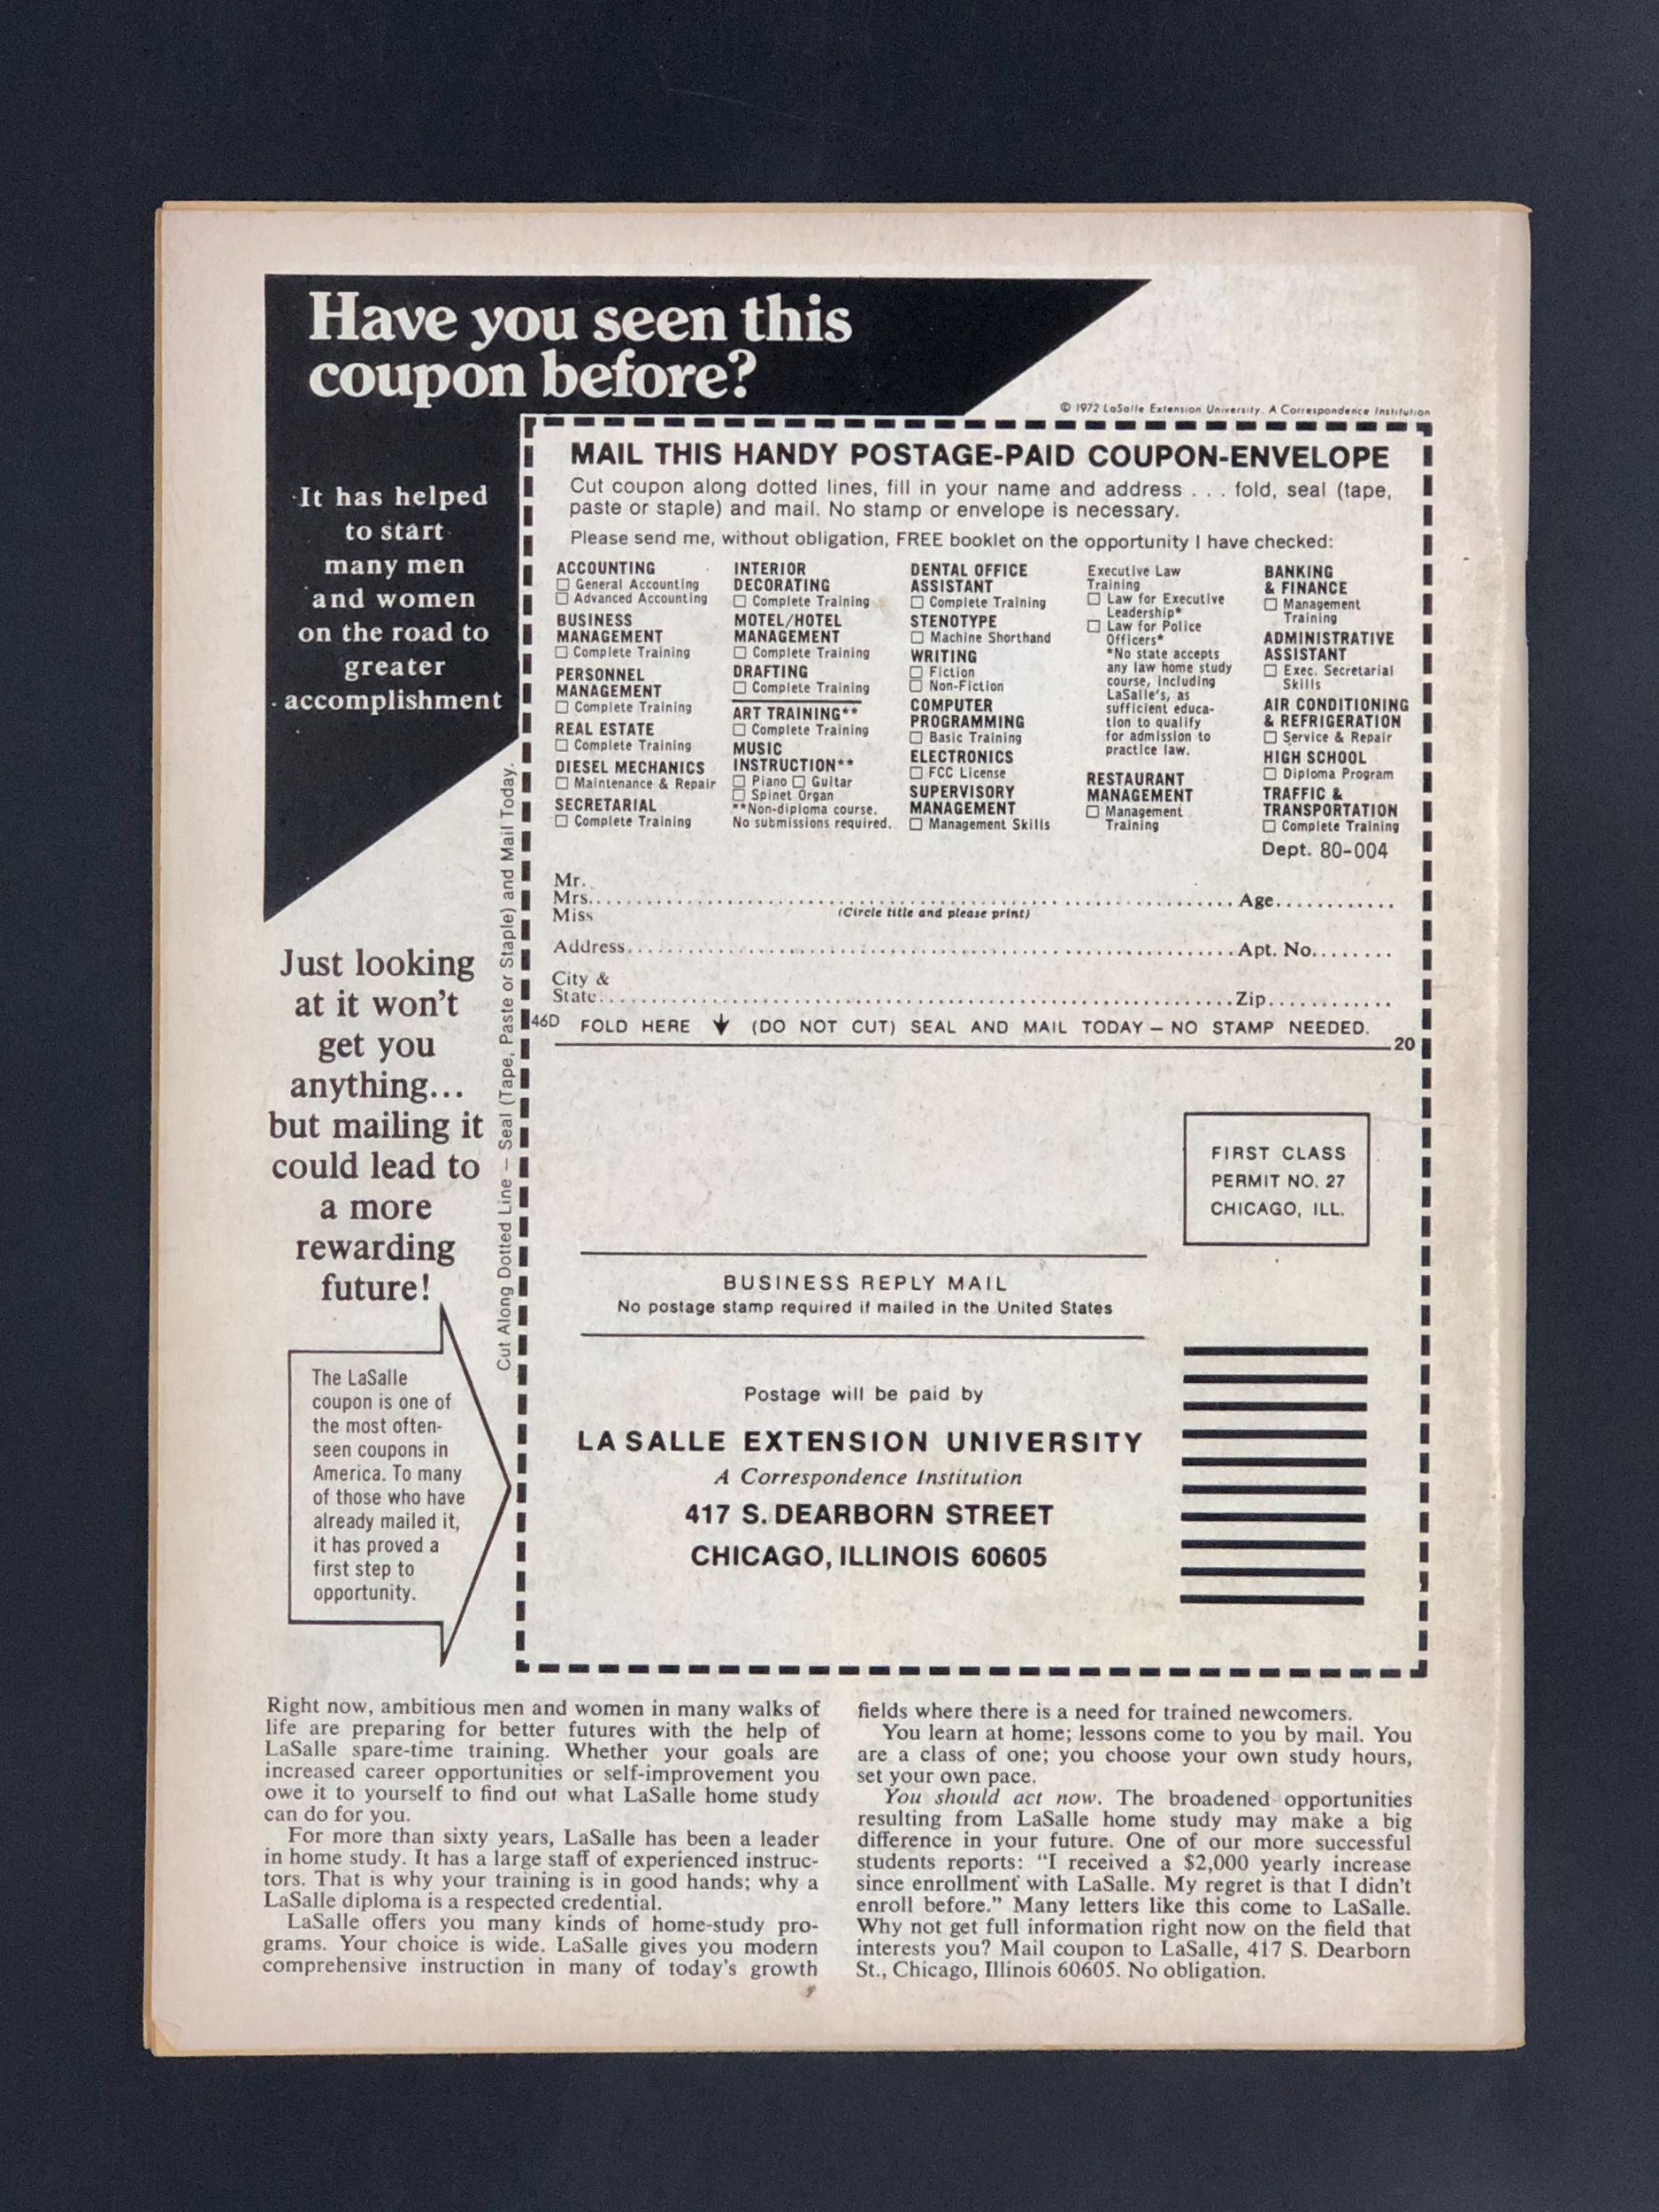 Have you seen this
coupon before?
It has helped
to start
many men
and women
on the road to
greater
accomplishment
© 1972 LaSalle Extension University. A Correspondence Institution
MAIL THIS HANDY POSTAGE-PAID COUPON-ENVELOPE
Cut coupon along dotted lines, fill in your name and address . . . fold, seal (tape,
paste or staple) and mail. No stamp or envelope is necessary.
Please send me, without obligation, FREE booklet on the opportunity I have checked:
ACCOUNTING
☐ General Accounting
☐ Advanced Accounting
BUSINESS
MANAGEMENT
☐ Complete Training
PERSONNEL
MANAGEMENT
☐ Complete Training
REAL ESTATE
☐ Complete Training
DIESEL MECHANICS
☐ Maintenance & Repair
SECRETARIAL
☐ Complete Training
INTERIOR
DECORATING
☐ Complete Training
MOTEL/HOTEL
MANAGEMENT
☐ Complete Training
DRAFTING
☐ Complete Training
ART TRAINING**
☐ Complete Training
MUSIC
INSTRUCTION**
☐ Piano ☐ Guitar
☐ Spinet Organ
**Non-diploma course.
No submissions required.
DENTAL OFFICE
ASSISTANT
☐ Complete Training
STENOTYPE
☐ Machine Shorthand
WRITING
☐ Fiction
☐ Non-Fiction
COMPUTER
PROGRAMMING
☐ Basic Training
ELECTRONICS
☐ FCC License
SUPERVISORY
MANAGEMENT
☐ Management Skills
Executive Law
Training
☐ Law for Executive
Leadership*
☐ Law for Police
Officers*
*No state accepts
any law home study
course, including
LaSalle's, as
sufficient educa-
tion to qualify
for admission to
practice law.
RESTAURANT
MANAGEMENT
☐ Management
Training
BANKING
& FINANCE
☐ Management
Training
ADMINISTRATIVE
ASSISTANT
☐ Exec. Secretarial
Skills
AIR CONDITIONING
& REFRIGERATION
☐ Service & Repair
HIGH SCHOOL
☐ Diploma Program
TRAFFIC &
TRANSPORTATION
☐ Complete Training
Dept. 80-004
Mr.
Mrs. Age
Miss (Circle title and please print)
Address Apt. No.
City &
State Zip
46D FOLD HERE ↓ (DO NOT CUT) SEAL AND MAIL TODAY – NO STAMP NEEDED.
20
Cut Along Dotted Line – Seal (Tape, Paste or Staple) and Mail Today.
Just looking
at it won't
get you
anything...
but mailing it
could lead to
a more
rewarding
future!
FIRST CLASS
PERMIT NO. 27
CHICAGO, ILL.
BUSINESS REPLY MAIL
No postage stamp required if mailed in the United States
Postage will be paid by
LA SALLE EXTENSION UNIVERSITY
A Correspondence Institution
417 S. DEARBORN STREET
CHICAGO, ILLINOIS 60605
The LaSalle
coupon is one of
the most often-
seen coupons in
America. To many
of those who have
already mailed it,
it has proved a
first step to
opportunity.
Right now, ambitious men and women in many walks of
life are preparing for better futures with the help of
LaSalle spare-time training. Whether your goals are
increased career opportunities or self-improvement you
owe it to yourself to find out what LaSalle home study
can do for you.
For more than sixty years, LaSalle has been a leader
in home study. It has a large staff of experienced instruc-
tors. That is why your training is in good hands; why a
LaSalle diploma is a respected credential.
LaSalle offers you many kinds of home-study pro-
grams. Your choice is wide. LaSalle gives you modern
comprehensive instruction in many of today's growth
fields where there is a need for trained newcomers.
You learn at home; lessons come to you by mail. You
are a class of one; you choose your own study hours,
set your own pace.
You should act now. The broadened opportunities
resulting from LaSalle home study may make a big
difference in your future. One of our more successful
students reports: "I received a $2,000 yearly increase
since enrollment with LaSalle. My regret is that I didn't
enroll before." Many letters like this come to LaSalle.
Why not get full information right now on the field that
interests you? Mail coupon to LaSalle, 417 S. Dearborn
St., Chicago, Illinois 60605. No obligation.